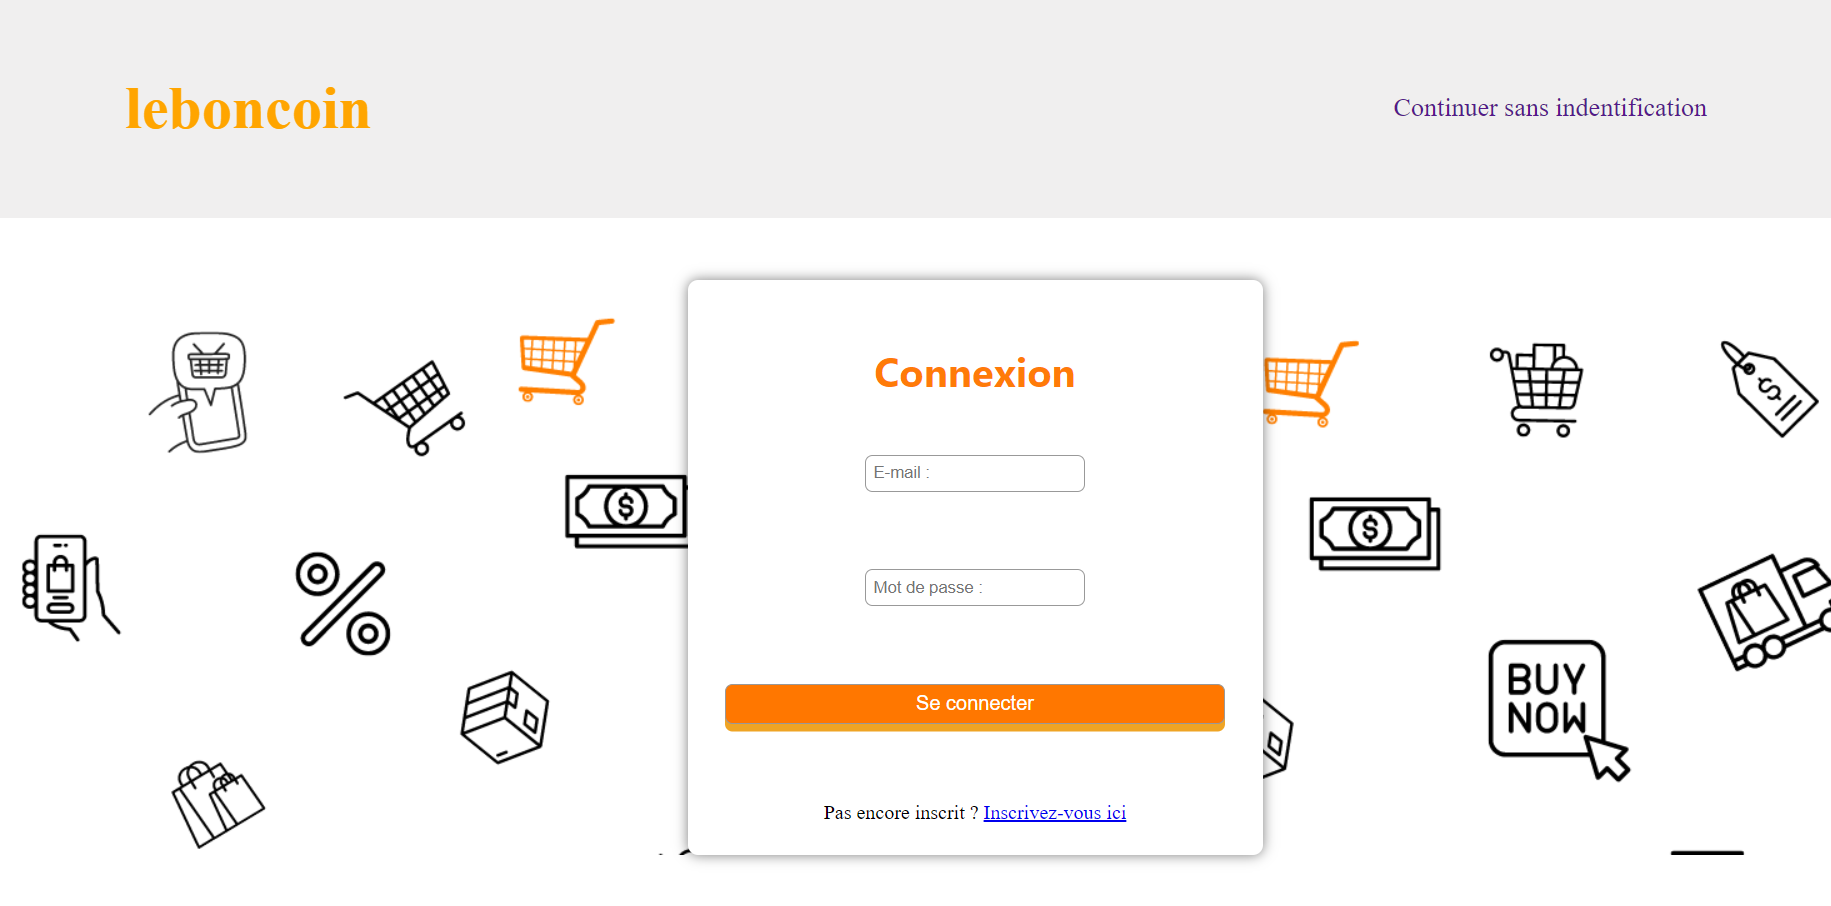 leboncoin
Continuer sans indentification
Connexion
E-mail :
Mot de passe :
Se connecter
Pas encore inscrit ? Inscrivez-vous ici
$
$
$
BUY
NOW